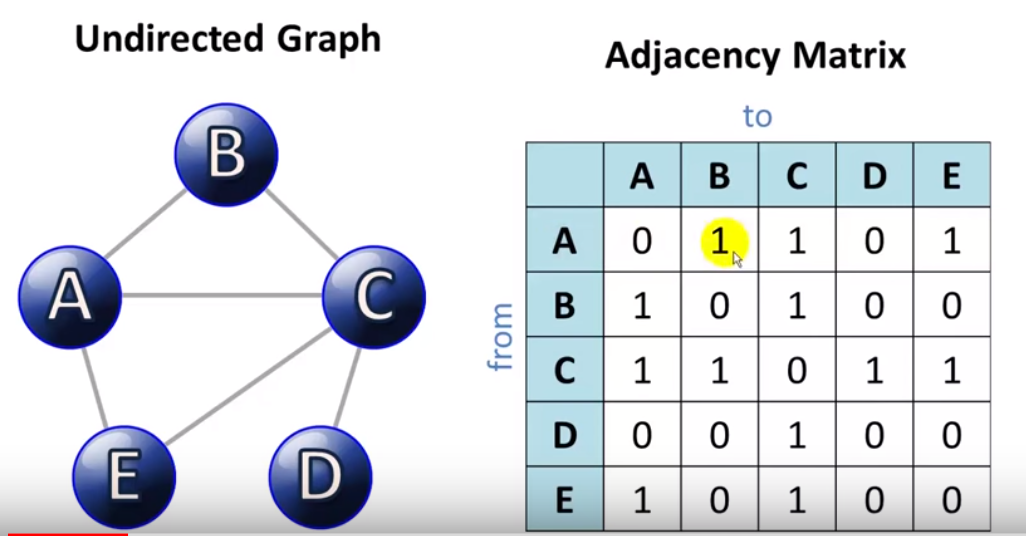 Undirected Graph
B
A
C
E
D
Adjacency Matrix
to
from
A B C D E
A 0 1 1 0 1
B 1 0 1 0 0
C 1 1 0 1 1
D 0 0 1 0 0
E 1 0 1 0 0